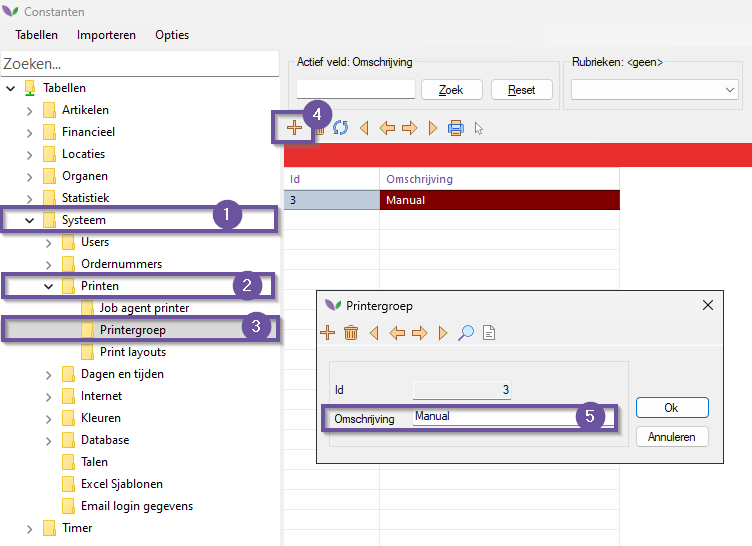 Constanten
Tabellen Importeren Opties
Zoeken...
Tabellen
Artikelen
Financieel
Locaties
Organen
Statistiek
Systeem 1
Users
Ordernummers
Printen 2
Job agent printer
Printergroep 3
Print layouts
Dagen en tijden
Internet
Kleuren
Database
Talen
Excel Sjablonen
Email login gegevens
Timer
Actief veld: Omschrijving
Zoek Reset
Rubrieken: <geen>
4
Id Omschrijving
3 Manual
Printergroep
Id 3
Omschrijving Manual 5
Ok
Annuleren